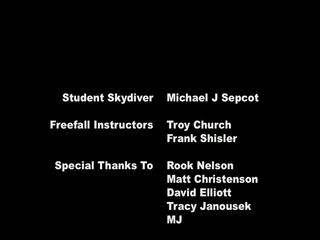 Student Skydiver Michael J Sepcot
Freefall Instructors Troy Church
Frank Shisler
Special Thanks To Rook Nelson
Matt Christenson
David Elliott
Tracy Janousek
MJ